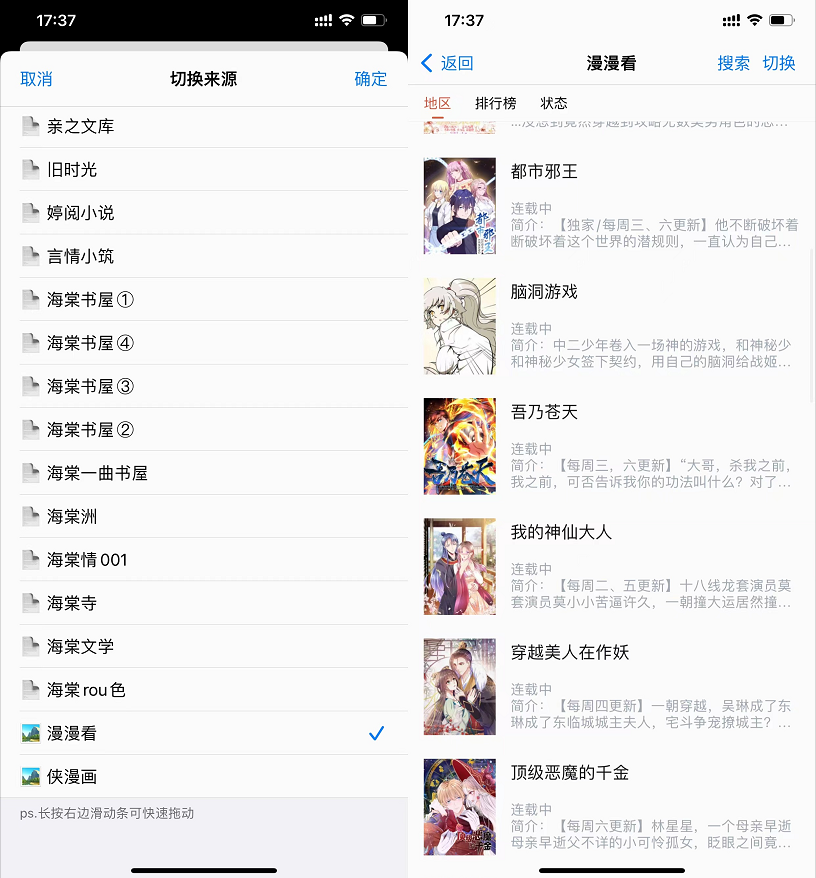 17:37
取消
切换来源
确定
亲之文库
旧时光
婷阅小说
言情小筑
海棠书屋①
海棠书屋④
海棠书屋③
海棠书屋②
海棠一曲书屋
海棠洲
海棠情001
海棠寺
海棠文学
海棠rou色
漫漫看
侠漫画
ps.长按右边滑动条可快速拖动
17:37
返回
漫漫看
搜索
切换
地区
排行榜
状态
都市邪王
连载中
简介：【独家/每周三、六更新】他不断破坏着
断破坏着这个世界的潜规则，一直认为自己...
脑洞游戏
连载中
简介：中二少年卷入一场神的游戏，和神秘少
和神秘少女签下契约，用自己的脑洞给战姬...
吾乃苍天
连载中
简介：【每周三，六更新】“大哥，杀我之前，
我之前，可否告诉我你的功法叫什么？对了...
我的神仙大人
连载中
简介：【每周二、五更新】十八线龙套演员莫
套演员莫小小苦逼许久，一朝撞大运居然撞...
穿越美人在作妖
连载中
简介：【每周四更新】一朝穿越，吴琳成了东
琳成了东临城城主夫人，宅斗争宠撩城主？...
顶级恶魔的千金
连载中
简介：【每周六更新】林星星，一个母亲早逝
母亲早逝父不详的小可怜孤女，眨眼之间竟...
都市邪王
吾乃苍天